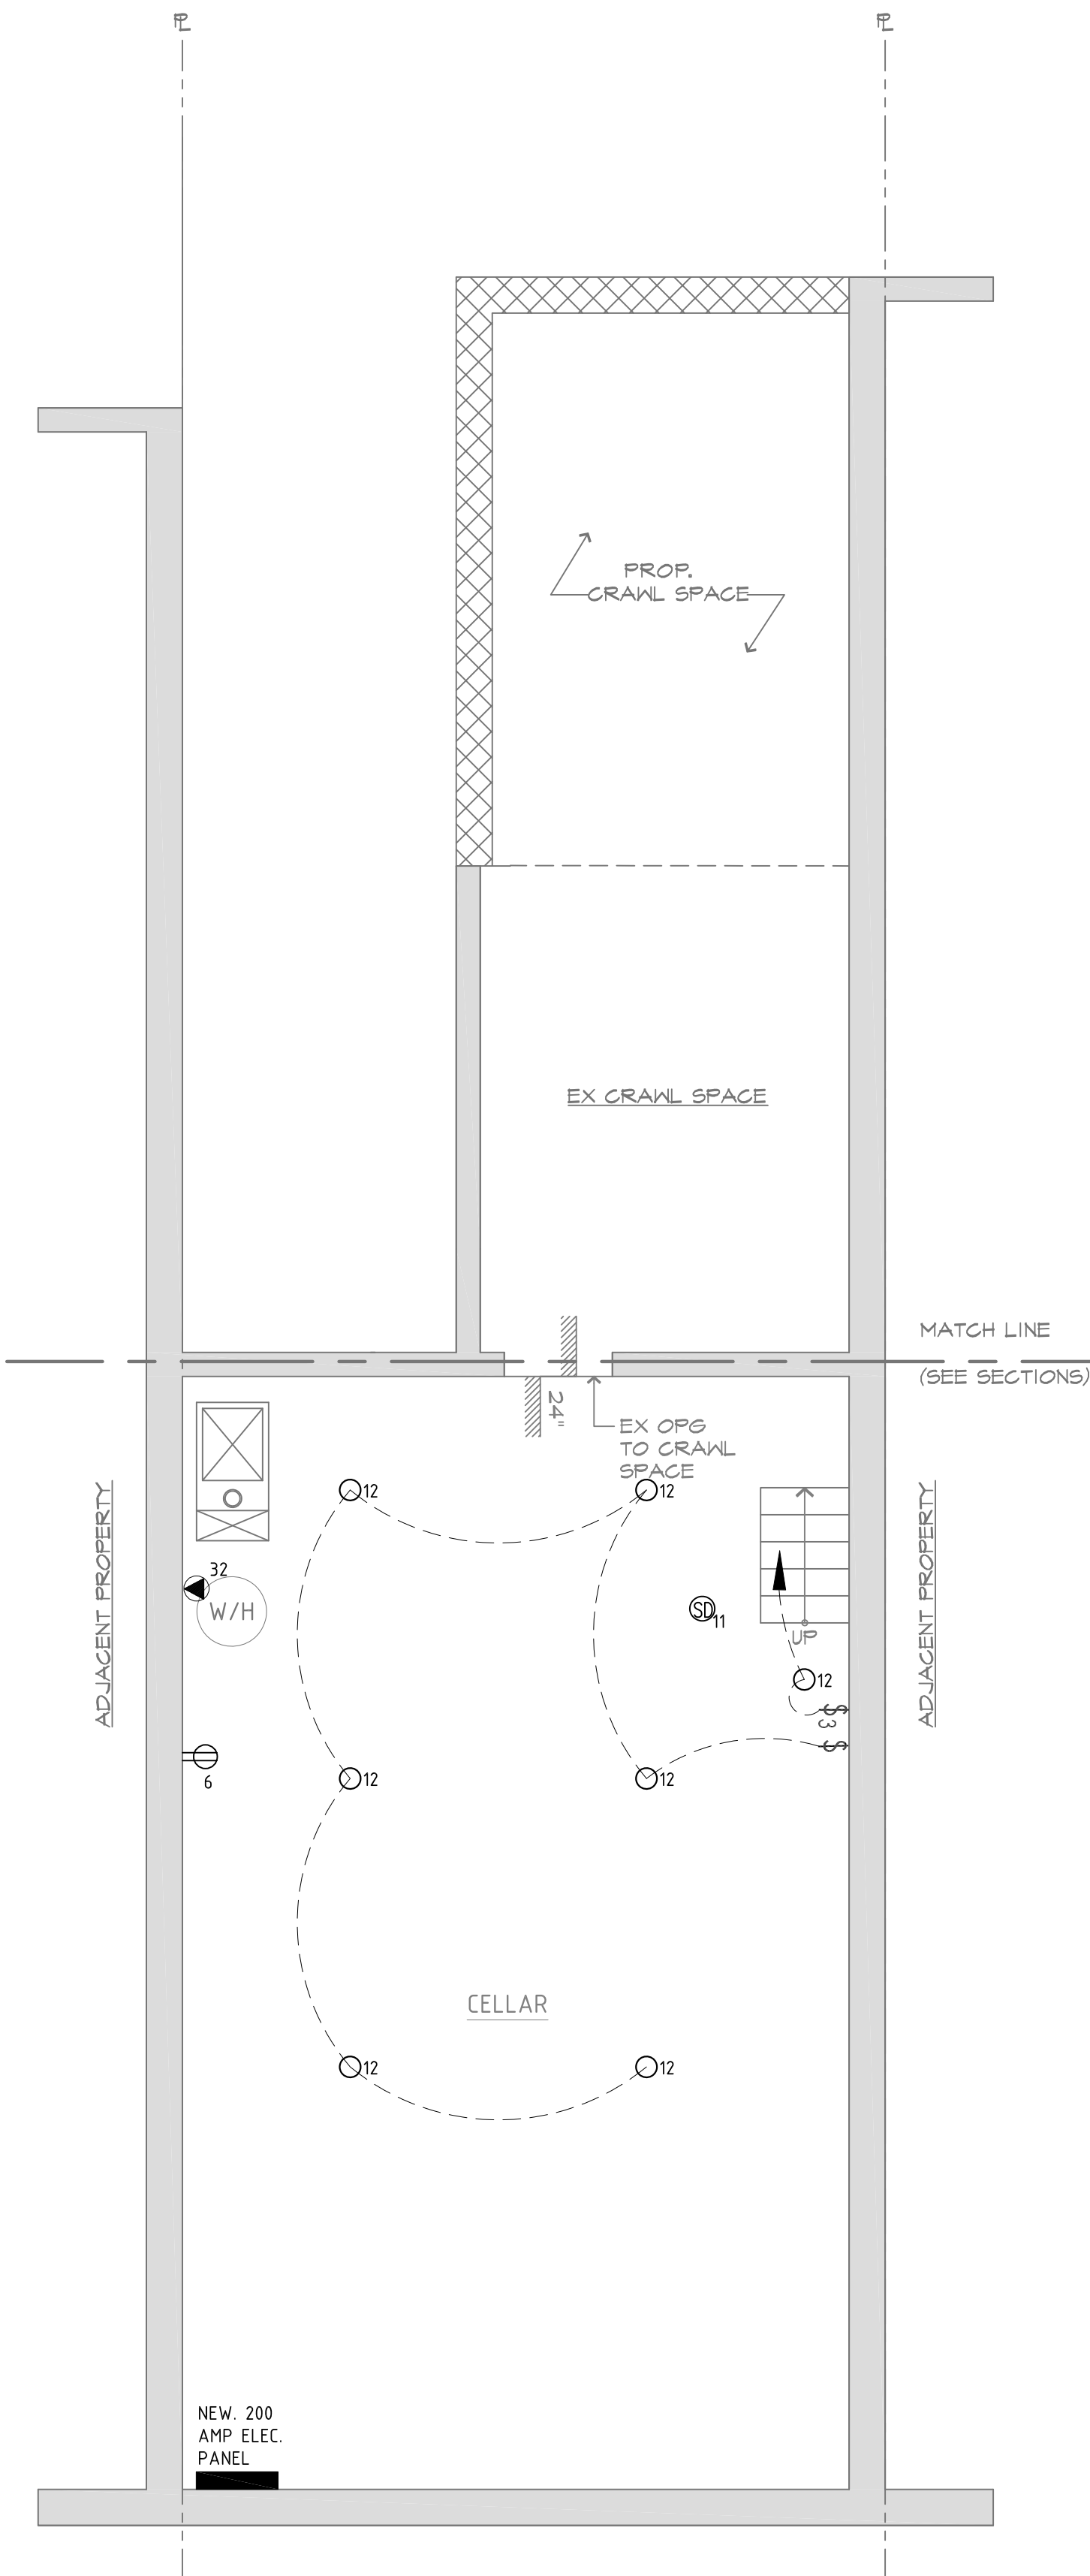 PL
PL
PROP.
CRAWL SPACE
EX CRAWL SPACE
MATCH LINE
(SEE SECTIONS)
24"
EX OPG
TO CRAWL
SPACE
ADJACENT PROPERTY
ADJACENT PROPERTY
12
12
32
W/H
SD
11
UP
12
$
3
$
6
12
12
CELLAR
12
12
NEW. 200
AMP ELEC.
PANEL